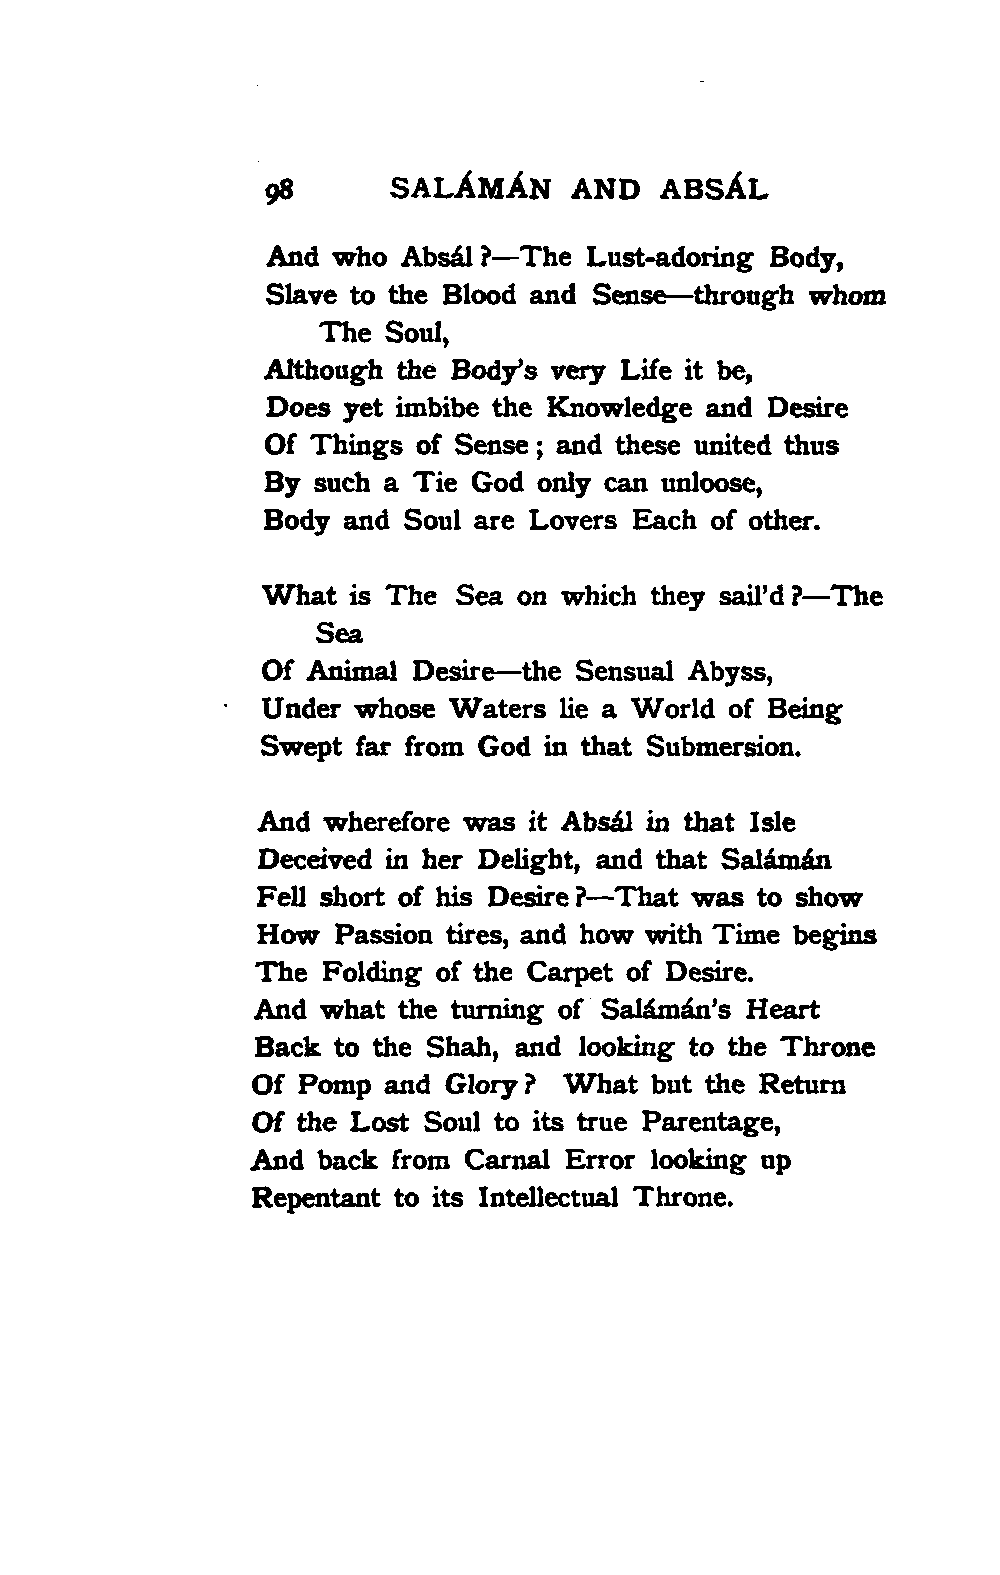 98 SALÁMÁN AND ABSÁL
And who Absál?—The Lust-adoring Body,
Slave to the Blood and Sense—through whom
The Soul,
Although the Body's very Life it be,
Does yet imbibe the Knowledge and Desire
Of Things of Sense; and these united thus
By such a Tie God only can unloose,
Body and Soul are Lovers Each of other.
What is The Sea on which they sail'd?—The
Sea
Of Animal Desire—the Sensual Abyss,
Under whose Waters lie a World of Being
Swept far from God in that Submersion.
And wherefore was it Absál in that Isle
Deceived in her Delight, and that Salámán
Fell short of his Desire?—That was to show
How Passion tires, and how with Time begins
The Folding of the Carpet of Desire.
And what the turning of Salámán's Heart
Back to the Shah, and looking to the Throne
Of Pomp and Glory? What but the Return
Of the Lost Soul to its true Parentage,
And back from Carnal Error looking up
Repentant to its Intellectual Throne.